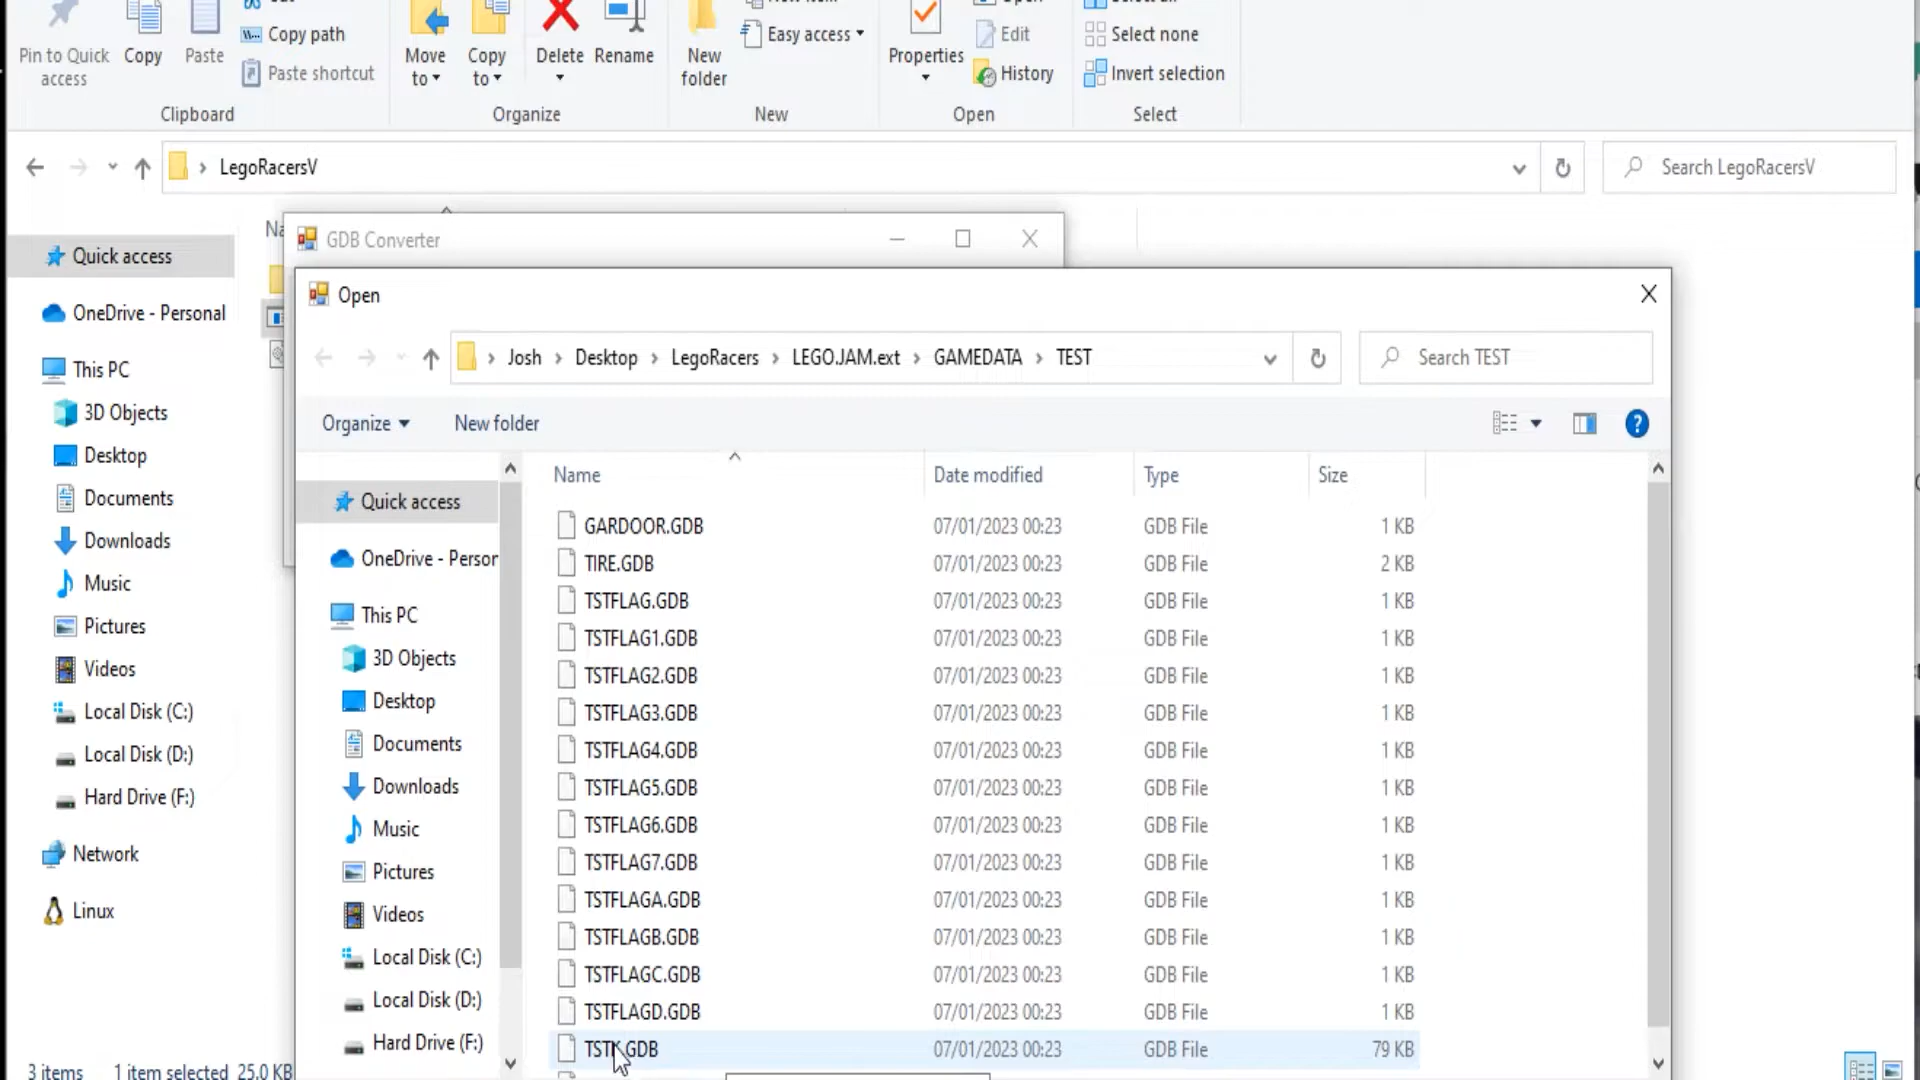 Pin to Quick access
Copy
Paste
Copy path
Paste shortcut
Clipboard
Move to
Copy to
Delete
Rename
Organize
New folder
Easy access
New
Properties
Open
Edit
History
Open
Select none
Invert selection
Select
LegoRacersV
Search LegoRacersV
Quick access
OneDrive - Personal
This PC
3D Objects
Desktop
Documents
Downloads
Music
Pictures
Videos
Local Disk (C:)
Local Disk (D:)
Hard Drive (F:)
Network
Linux
3 items 1 item selected 25.0 KB
GDB Converter
Open
Josh Desktop LegoRacers LEGO.JAM.ext GAMEDATA TEST
Search TEST
Organize New folder
Quick access
OneDrive - Person
This PC
3D Objects
Desktop
Documents
Downloads
Music
Pictures
Videos
Local Disk (C:)
Local Disk (D:)
Hard Drive (F:)
Name Date modified Type Size
GARDOOR.GDB 07/01/2023 00:23 GDB File 1 KB
TIRE.GDB 07/01/2023 00:23 GDB File 2 KB
TSTFLAG.GDB 07/01/2023 00:23 GDB File 1 KB
TSTFLAG1.GDB 07/01/2023 00:23 GDB File 1 KB
TSTFLAG2.GDB 07/01/2023 00:23 GDB File 1 KB
TSTFLAG3.GDB 07/01/2023 00:23 GDB File 1 KB
TSTFLAG4.GDB 07/01/2023 00:23 GDB File 1 KB
TSTFLAG5.GDB 07/01/2023 00:23 GDB File 1 KB
TSTFLAG6.GDB 07/01/2023 00:23 GDB File 1 KB
TSTFLAG7.GDB 07/01/2023 00:23 GDB File 1 KB
TSTFLAGA.GDB 07/01/2023 00:23 GDB File 1 KB
TSTFLAGB.GDB 07/01/2023 00:23 GDB File 1 KB
TSTFLAGC.GDB 07/01/2023 00:23 GDB File 1 KB
TSTFLAGD.GDB 07/01/2023 00:23 GDB File 1 KB
07/01/2023 00:23 GDB File 79 KB